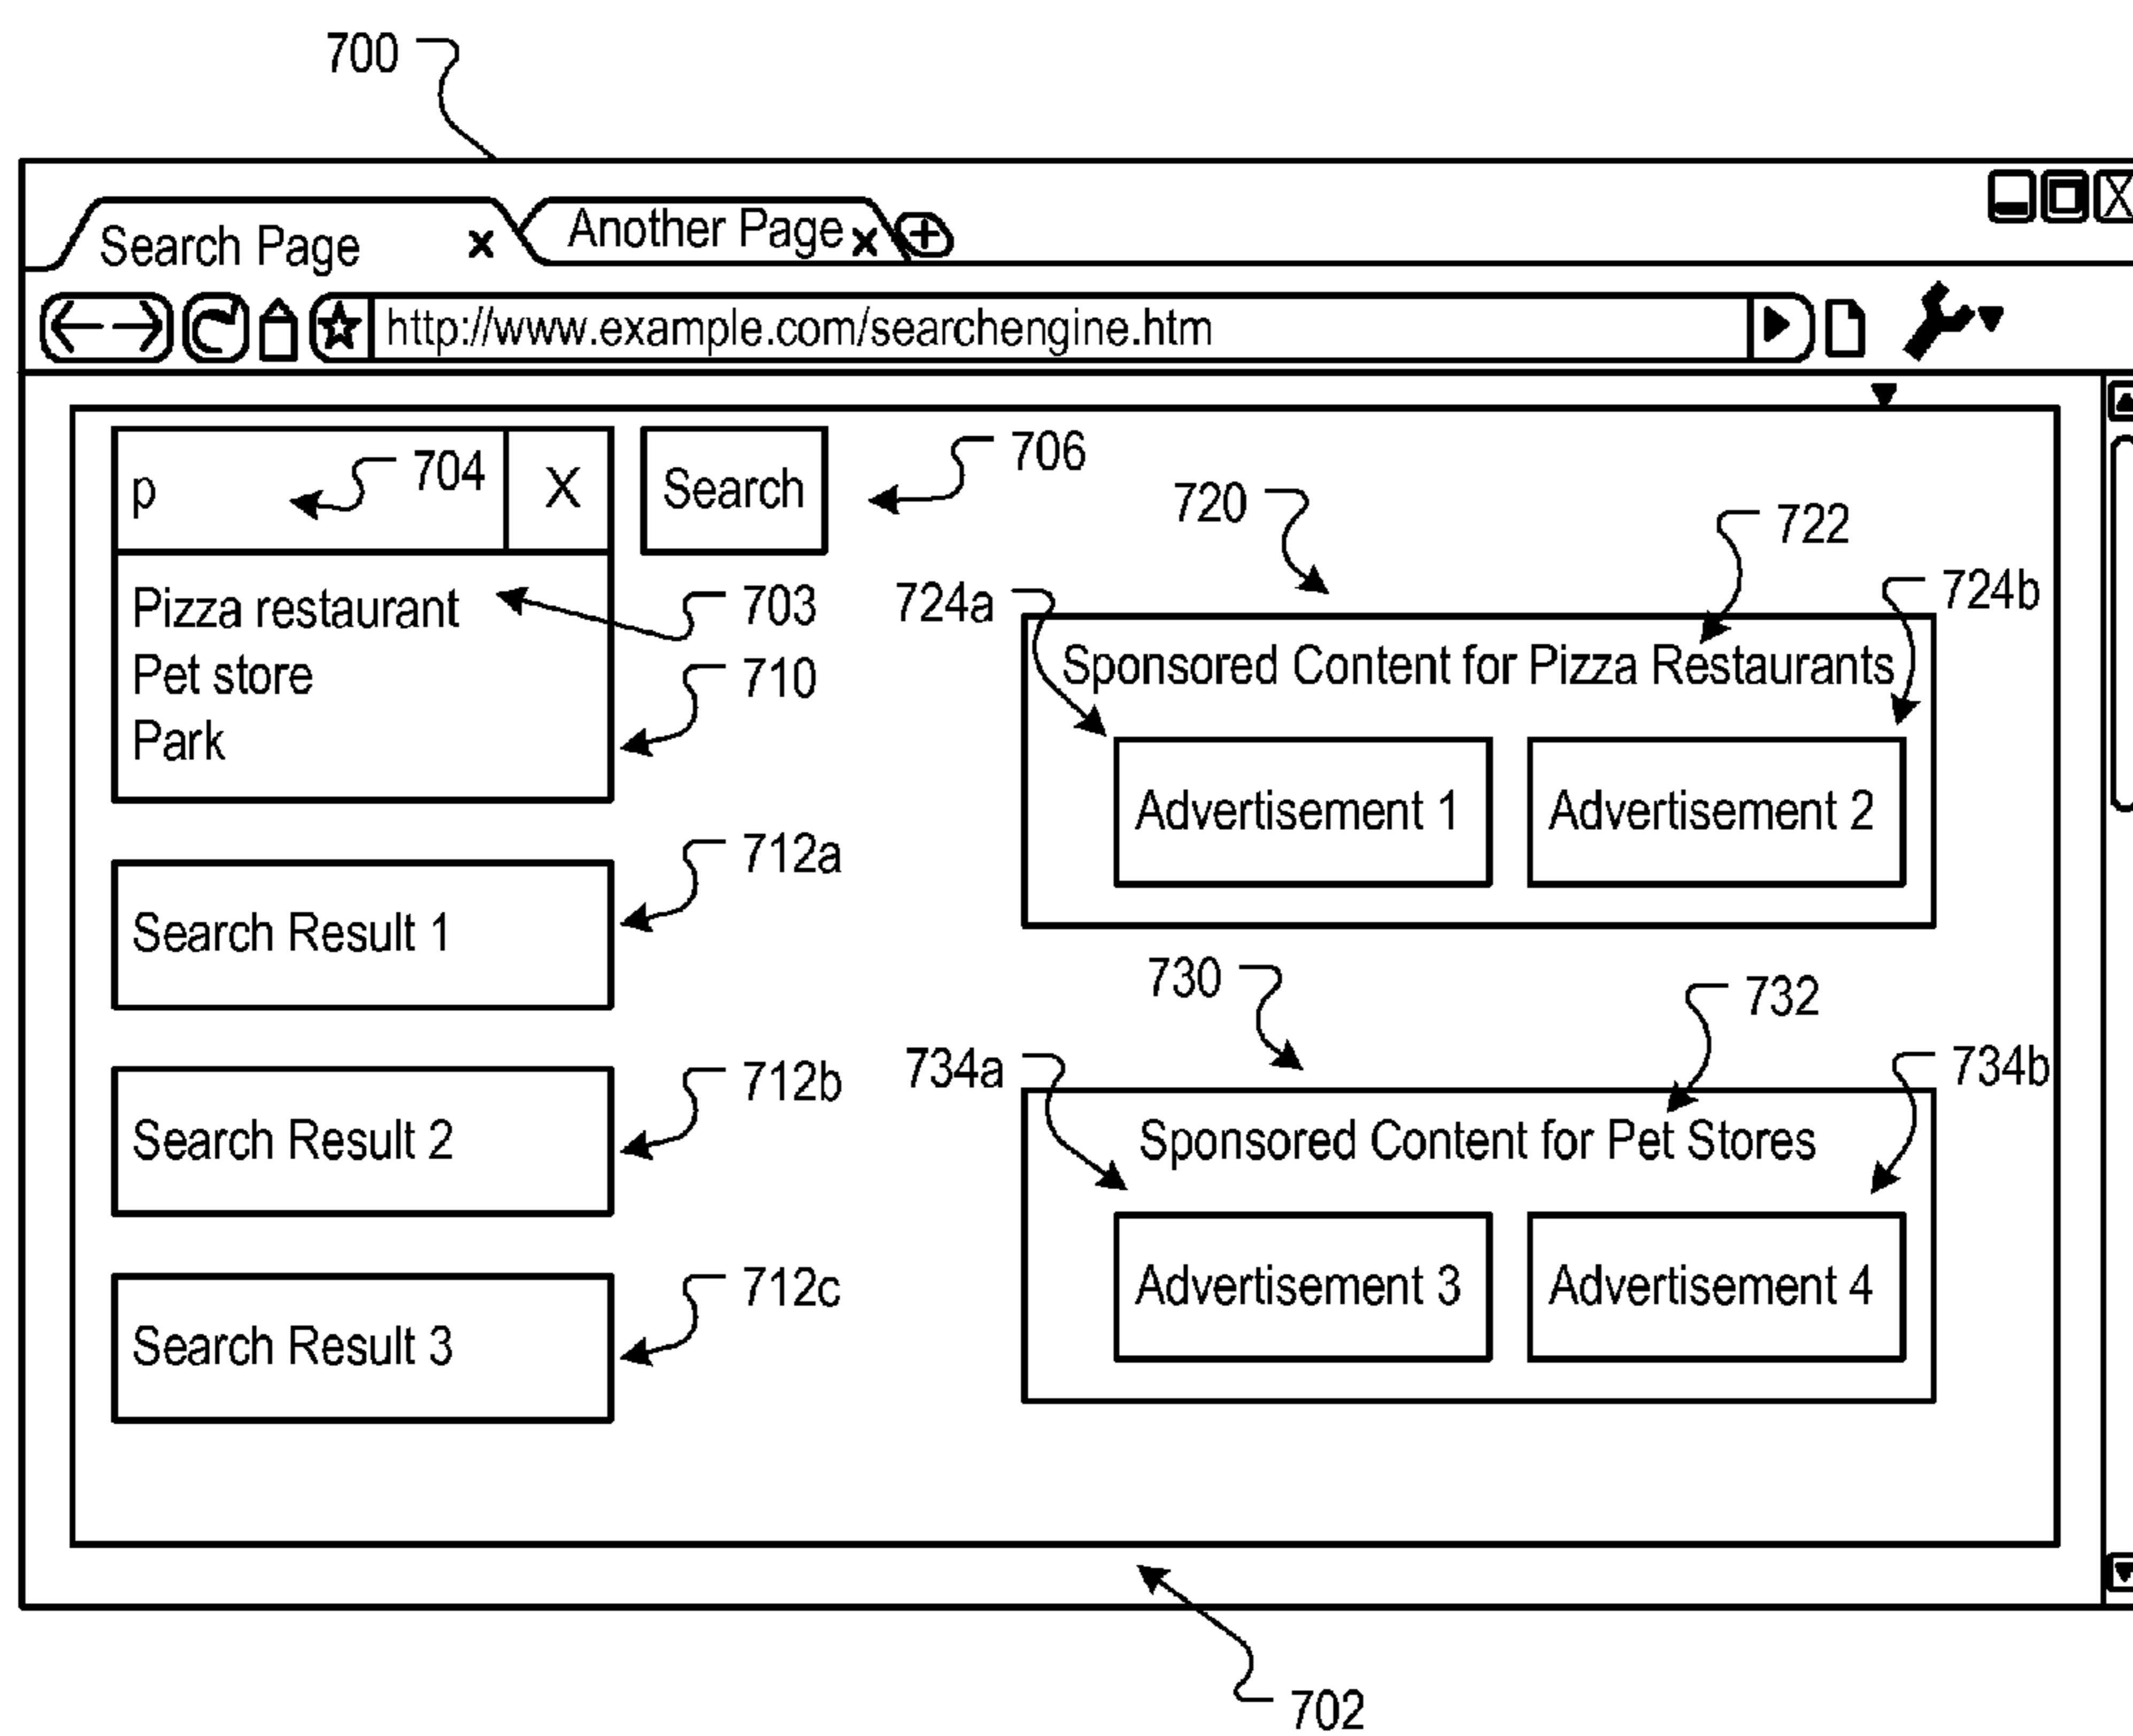 700
Search Page x Another Page x
http://www.example.com/searchengine.htm
X
p
704
X
Search
706
Pizza restaurant
Pet store
Park
703
710
712a
Search Result 1
712b
Search Result 2
712c
Search Result 3
720
722
724a
724b
Sponsored Content for Pizza Restaurants
Advertisement 1
Advertisement 2
730
732
734a
734b
Sponsored Content for Pet Stores
Advertisement 3
Advertisement 4
702